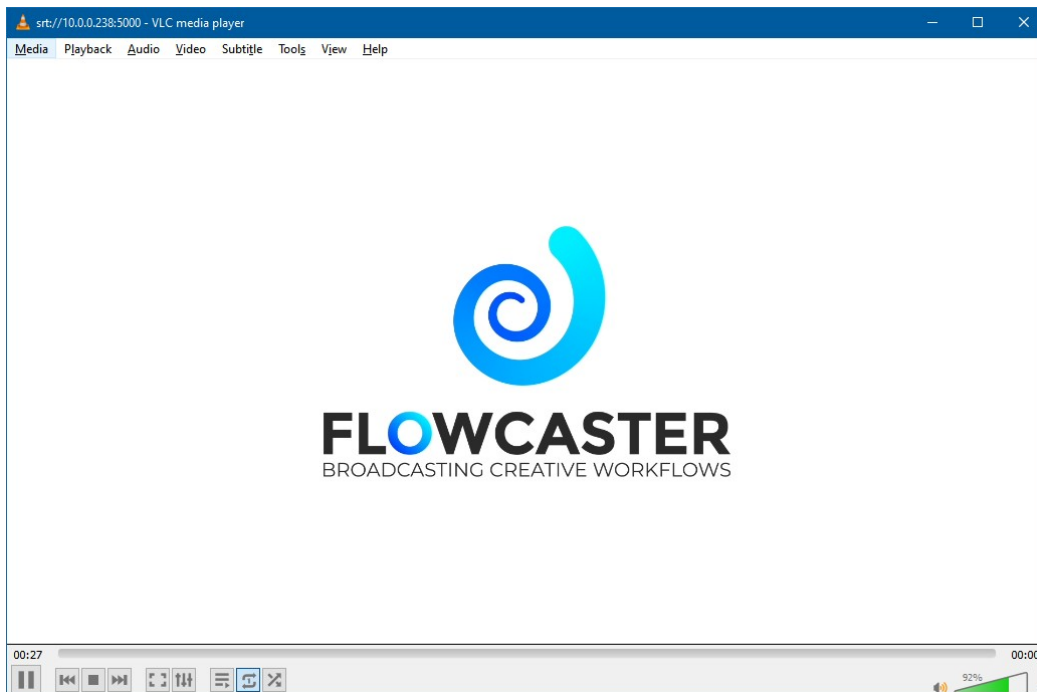 srt://10.0.0.238:5000 - VLC media player
Media Playback Audio Video Subtitle Tools View Help
FLOWCASTER
BROADCASTING CREATIVE WORKFLOWS
00:27 00:00
92%